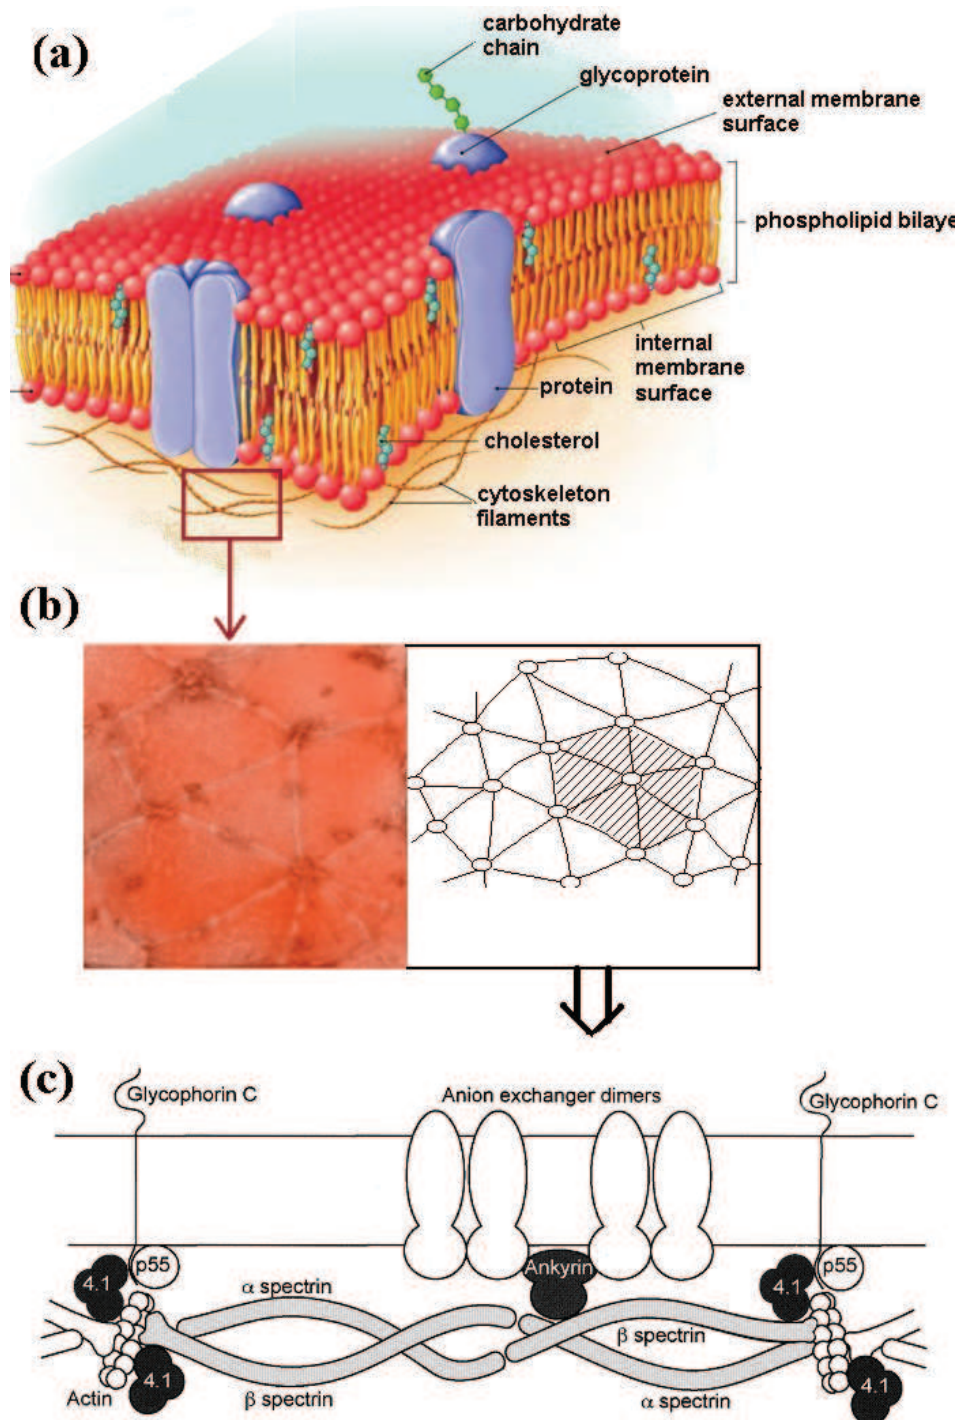 (a)
carbohydrate
chain
glycoprotein
external membrane
surface
phospholipid bilaye
internal
membrane
surface
protein
cholesterol
cytoskeleton
filaments
(b)
(c)
Glycophorin C
Anion exchanger dimers
Glycophorin C
4.1
p55
Ankyrin
4.1
p55
α spectrin
β spectrin
β spectrin
α spectrin
Actin
4.1
4.1